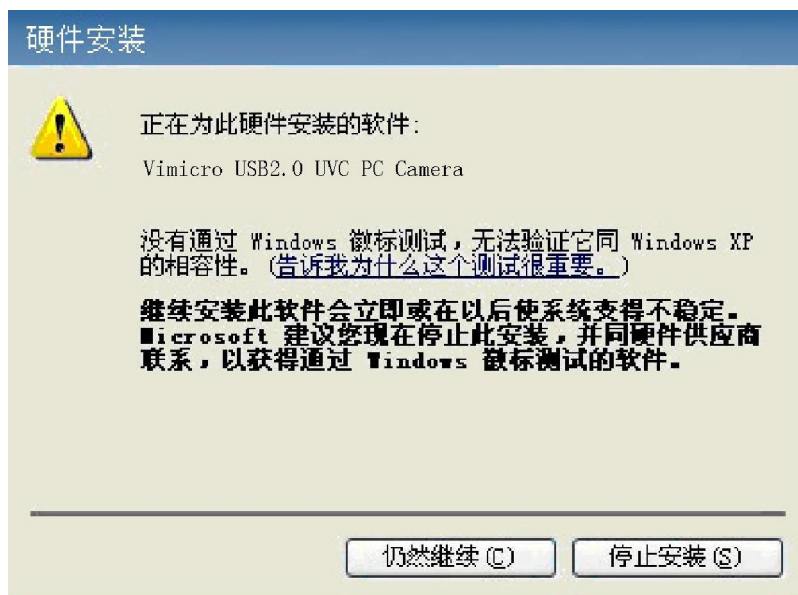 硬件安装
正在为此硬件安装的软件:
Vimicro USB2.0 UVC PC Camera
没有通过 Windows 徽标测试，无法验证它同 Windows XP
的相容性。(告诉我为什么这个测试很重要。)
继续安装此软件会立即或在以后使系统变得不稳定。
Microsoft 建议您现在停止此安装，并同硬件供应商
联系，以获得通过 Windows 徽标测试的软件。
仍然继续(C)
停止安装(S)